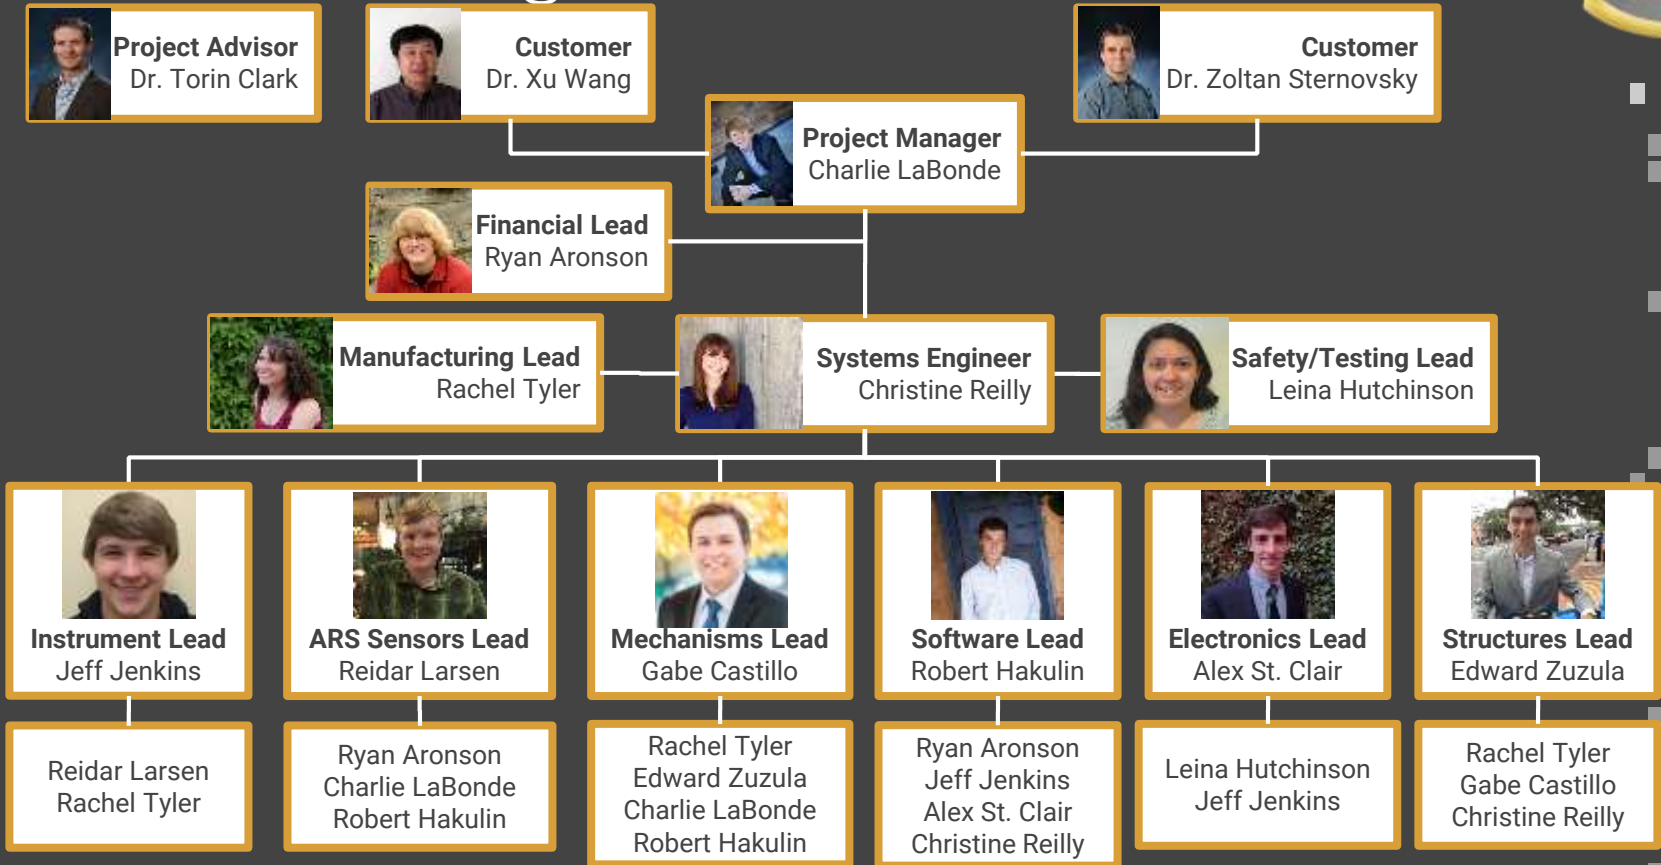 Project Advisor
Dr. Torin Clark
Customer
Dr. Xu Wang
Customer
Dr. Zoltan Sternovsky
Project Manager
Charlie LaBonde
Financial Lead
Ryan Aronson
Manufacturing Lead
Rachel Tyler
Systems Engineer
Christine Reilly
Safety/Testing Lead
Leina Hutchinson
Instrument Lead
Jeff Jenkins
ARS Sensors Lead
Reidar Larsen
Mechanisms Lead
Gabe Castillo
Software Lead
Robert Hakulin
Electronics Lead
Alex St. Clair
Structures Lead
Edward Zuzula
Reidar Larsen
Rachel Tyler
Ryan Aronson
Charlie LaBonde
Robert Hakulin
Rachel Tyler
Edward Zuzula
Charlie LaBonde
Robert Hakulin
Ryan Aronson
Jeff Jenkins
Alex St. Clair
Christine Reilly
Leina Hutchinson
Jeff Jenkins
Rachel Tyler
Gabe Castillo
Christine Reilly